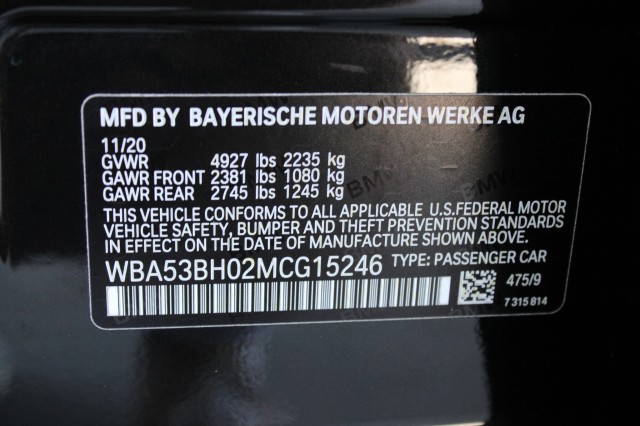 MFD BY BAYERISCHE MOTOREN WERKE AG
11/20
GVWR 4927 lbs 2235 kg
GAWR FRONT 2381 lbs 1080 kg
GAWR REAR 2745 lbs 1245 kg
THIS VEHICLE CONFORMS TO ALL APPLICABLE U.S.FEDERAL MOTOR
VEHICLE SAFETY, BUMPER AND THEFT PREVENTION STANDARDS
IN EFFECT ON THE DATE OF MANUFACTURE SHOWN ABOVE.
WBA53BH02MCG15246 TYPE: PASSENGER CAR
475/9
7 315 814